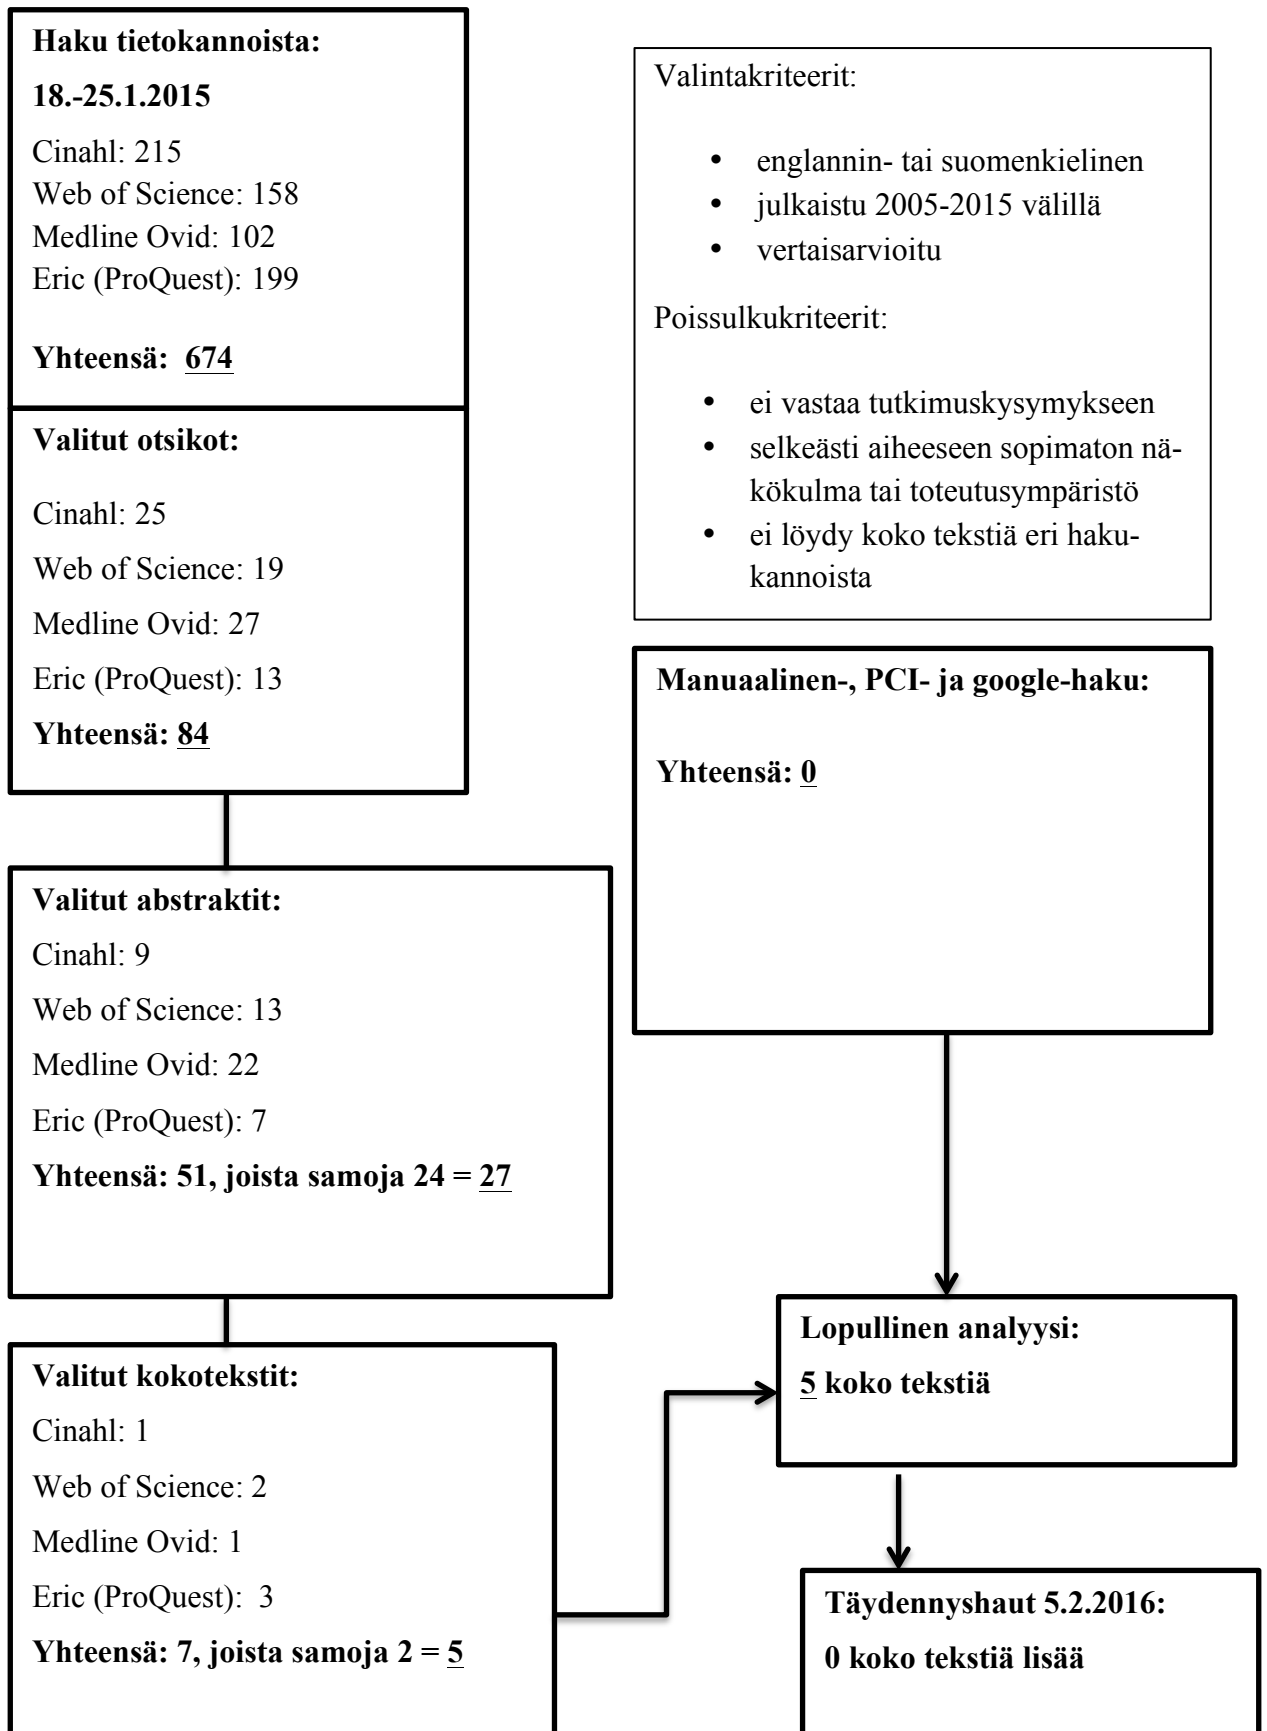 Haku tietokannoista:
18.-25.1.2015
Cinahl: 215
Web of Science: 158
Medline Ovid: 102
Eric (ProQuest): 199
Yhteensä: 674
Valitut otsikot:
Cinahl: 25
Web of Science: 19
Medline Ovid: 27
Eric (ProQuest): 13
Yhteensä: 84
Valintakriteerit:
• englannin- tai suomenkielinen
• julkaistu 2005-2015 välillä
• vertaisarvioitu
Poissulkukriteerit:
• ei vastaa tutkimuskysymykseen
• selkeästi aiheeseen sopimaton nä-
kökulma tai toteutusympäristö
• ei löydy koko tekstiä eri haku-
kannoista
Manuaalinen-, PCI- ja google-haku:
Yhteensä: 0
Valitut abstraktit:
Cinahl: 9
Web of Science: 13
Medline Ovid: 22
Eric (ProQuest): 7
Yhteensä: 51, joista samoja 24 = 27
Valitut kokotekstit:
Cinahl: 1
Web of Science: 2
Medline Ovid: 1
Eric (ProQuest): 3
Yhteensä: 7, joista samoja 2 = 5
Lopullinen analyysi:
5 koko tekstiä
Täydennyshaut 5.2.2016:
0 koko tekstiä lisää